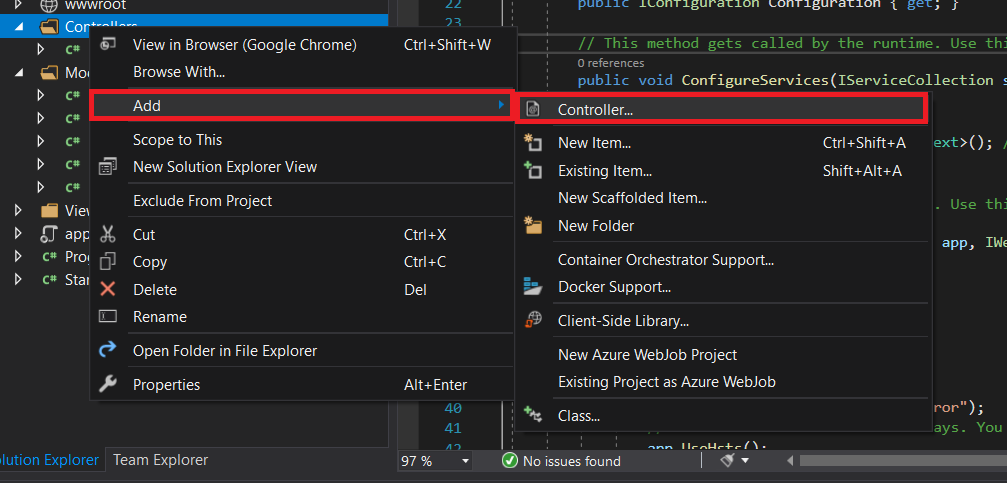 wwwroot
Controllers
C#
Mod
C#
C#
C#
C#
View
app
C# Prog
C# Star
View in Browser (Google Chrome) Ctrl+Shift+W
Browse With...
Add
Scope to This
New Solution Explorer View
Exclude From Project
Cut Ctrl+X
Copy Ctrl+C
Delete Del
Rename
Open Folder in File Explorer
Properties Alt+Enter
Controller...
New Item... Ctrl+Shift+A
Existing Item... Shift+Alt+A
New Scaffolded Item...
New Folder
Container Orchestrator Support...
Docker Support...
Client-Side Library...
New Azure WebJob Project
Existing Project as Azure WebJob
Class...
22 public IConfiguration Configuration { get; }
23
// This method gets called by the runtime. Use this
0 references
public void ConfigureServices(IServiceCollection s
ext>(); /
. Use thi
app, IWe
40 ror");
41 ays. You
42 app.UseHsts();
olution Explorer Team Explorer
97 % No issues found